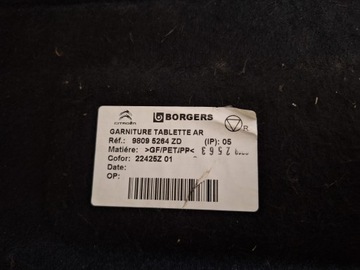 CITROËN BORGERS
GARNITURE TABLETTE AR R
Réf.: 9809 5264 ZD (IP): 05
Matière: >GF/PET/PP<
Cofor: 22425Z 01
Date:
OP: